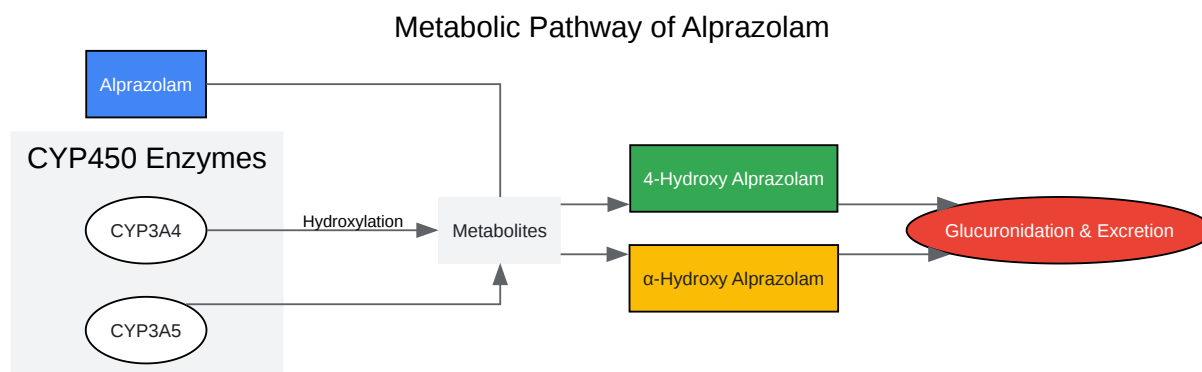 Metabolic Pathway of Alprazolam
Alprazolam
CYP450 Enzymes
CYP3A4
Hydroxylation
Metabolites
CYP3A5
4-Hydroxy Alprazolam
α-Hydroxy Alprazolam
Glucuronidation & Excretion